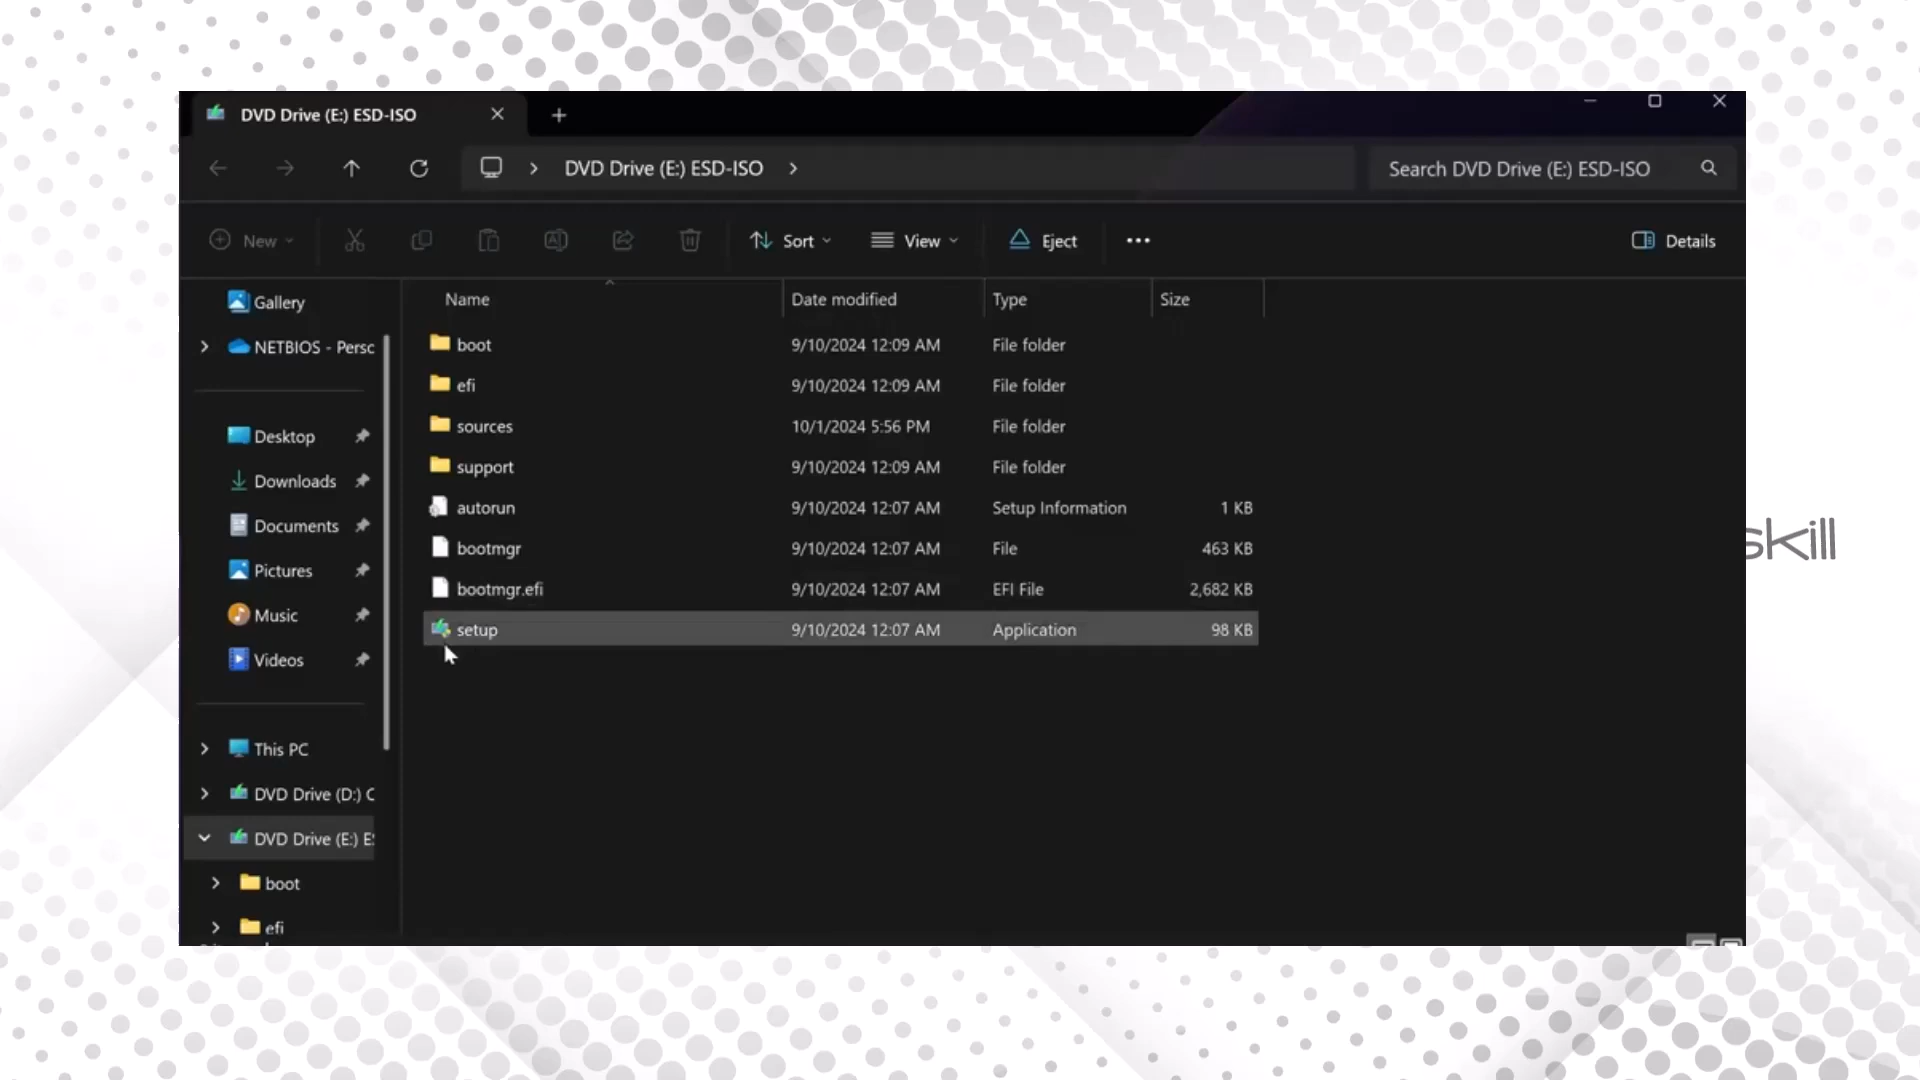 DVD Drive (E:) ESD-ISO
DVD Drive (E:) ESD-ISO
Search DVD Drive (E:) ESD-ISO
New
Sort
View
Eject
Details
Name Date modified Type Size
boot 9/10/2024 12:09 AM File folder
efi 9/10/2024 12:09 AM File folder
sources 10/1/2024 5:56 PM File folder
support 9/10/2024 12:09 AM File folder
autorun 9/10/2024 12:07 AM Setup Information 1 KB
bootmgr 9/10/2024 12:07 AM File 463 KB
bootmgr.efi 9/10/2024 12:07 AM EFI File 2,682 KB
setup 9/10/2024 12:07 AM Application 98 KB
Gallery
NETBIOS - Persc
Desktop
Downloads
Documents
Pictures
Music
Videos
This PC
DVD Drive (D:) C
DVD Drive (E:) E
boot
efi
skill